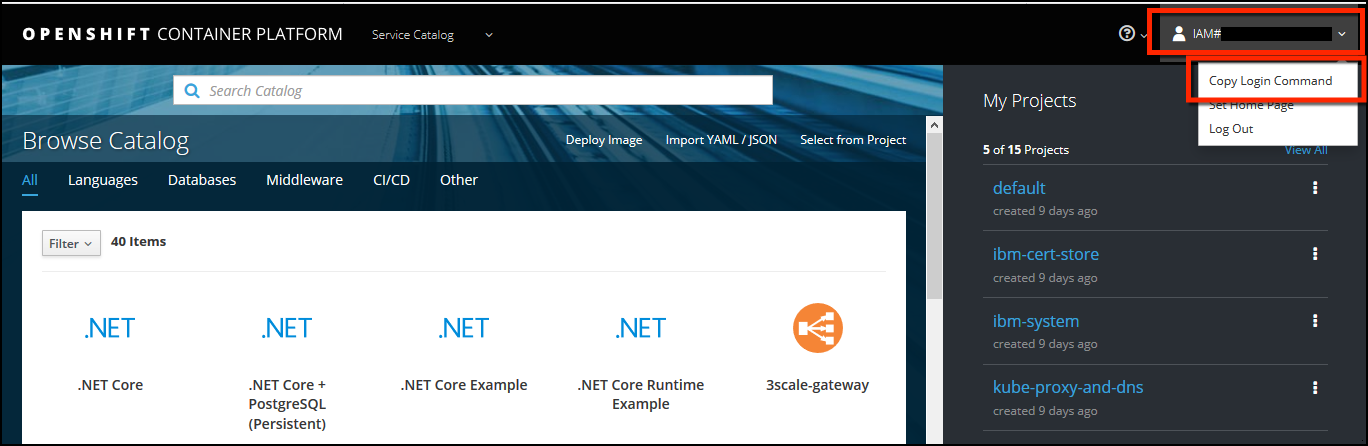 OPENSHIFT CONTAINER PLATFORM
Service Catalog
IAM#
Copy Login Command
Set Home Page
Log Out
Search Catalog
My Projects
Browse Catalog
Deploy Image
Import YAML / JSON
Select from Project
5 of 15 Projects
View All
All
Languages
Databases
Middleware
CI/CD
Other
default
created 9 days ago
Filter
40 Items
ibm-cert-store
created 9 days ago
ibm-system
created 9 days ago
kube-proxy-and-dns
created 9 days ago
.NET
.NET
.NET
.NET
.NET Core
.NET Core +
PostgreSQL
(Persistent)
.NET Core Example
.NET Core Runtime
Example
3scale-gateway